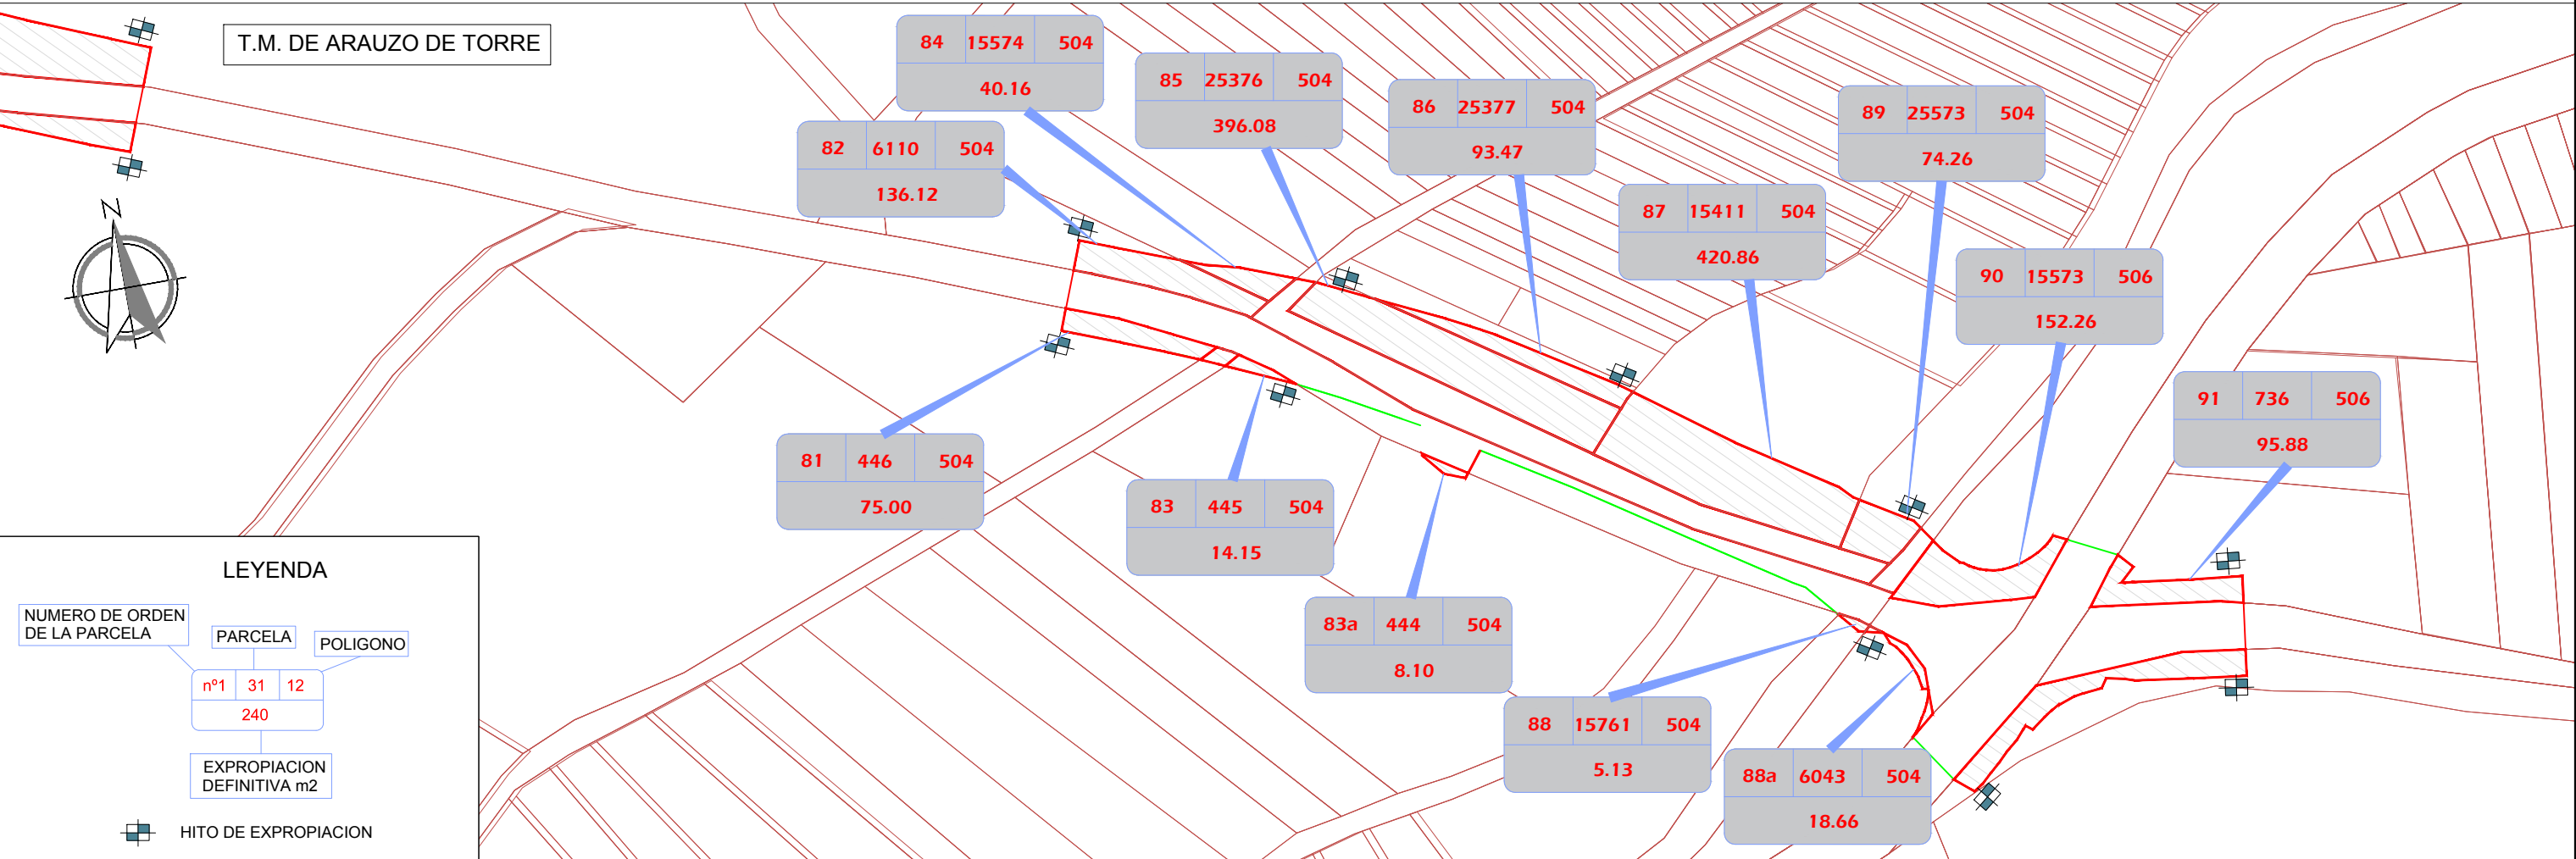 T.M. DE ARAUZO DE TORRE
84 15574 504
40.16
85 25376 504
396.08
86 25377 504
93.47
89 25573 504
74.26
82 6110 504
136.12
87 15411 504
420.86
90 15573 506
152.26
N
91 736 506
95.88
81 446 504
75.00
83 445 504
14.15
83a 444 504
8.10
88 15761 504
5.13
88a 6043 504
18.66
LEYENDA
NUMERO DE ORDEN
DE LA PARCELA
PARCELA
POLIGONO
nº1 31 12
240
EXPROPIACION
DEFINITIVA m2
HITO DE EXPROPIACION